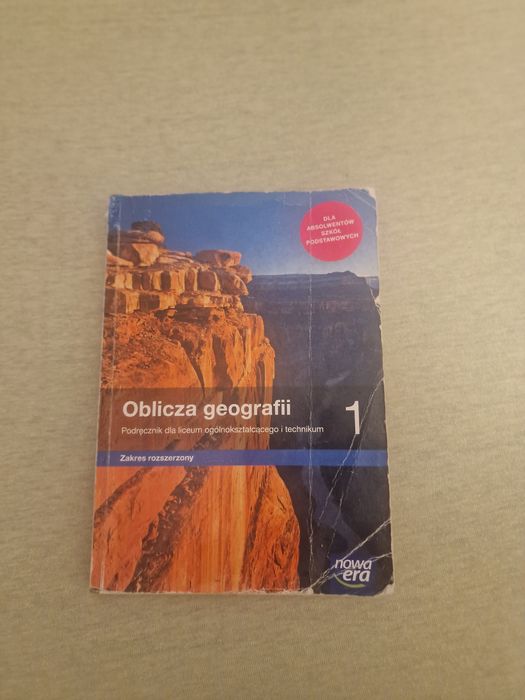 DLA
ABSOLWENTÓW
SZKÓŁ
PODSTAWOWYCH
Oblicza geografii 1
Podręcznik dla liceum ogólnokształcącego i technikum
Zakres rozszerzony
nowa
era